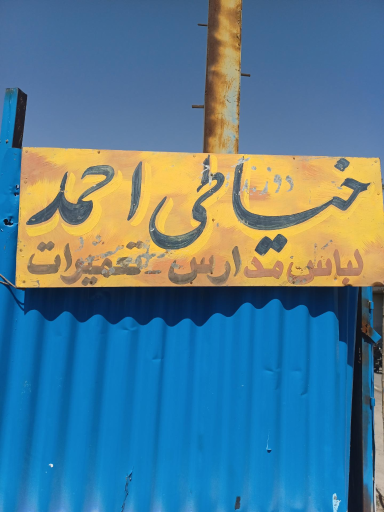 خیاطی احمد
لباس مدارس - تعمیرات